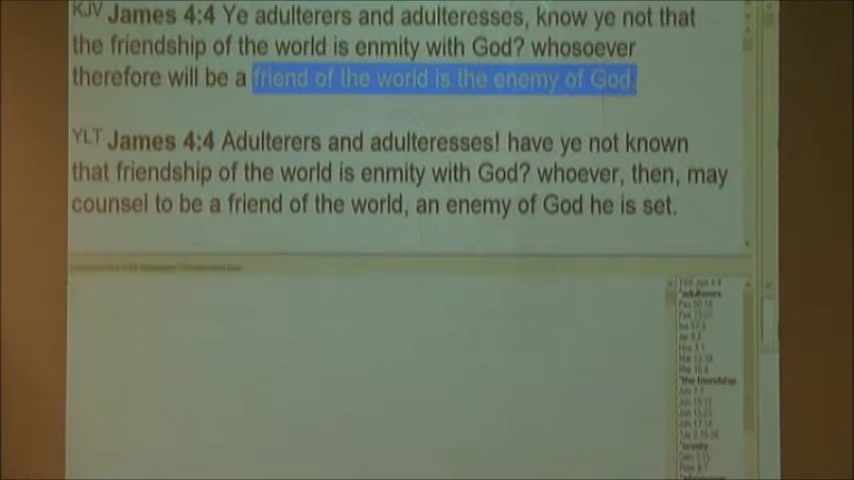 KJV James 4:4 Ye adulterers and adulteresses, know ye not that
the friendship of the world is enmity with God? whosoever
therefore will be a friend of the world is the enemy of God.
YLT James 4:4 Adulterers and adulteresses! have ye not known
that friendship of the world is enmity with God? whoever, then, may
counsel to be a friend of the world, an enemy of God he is set.
adulterers
the friendship